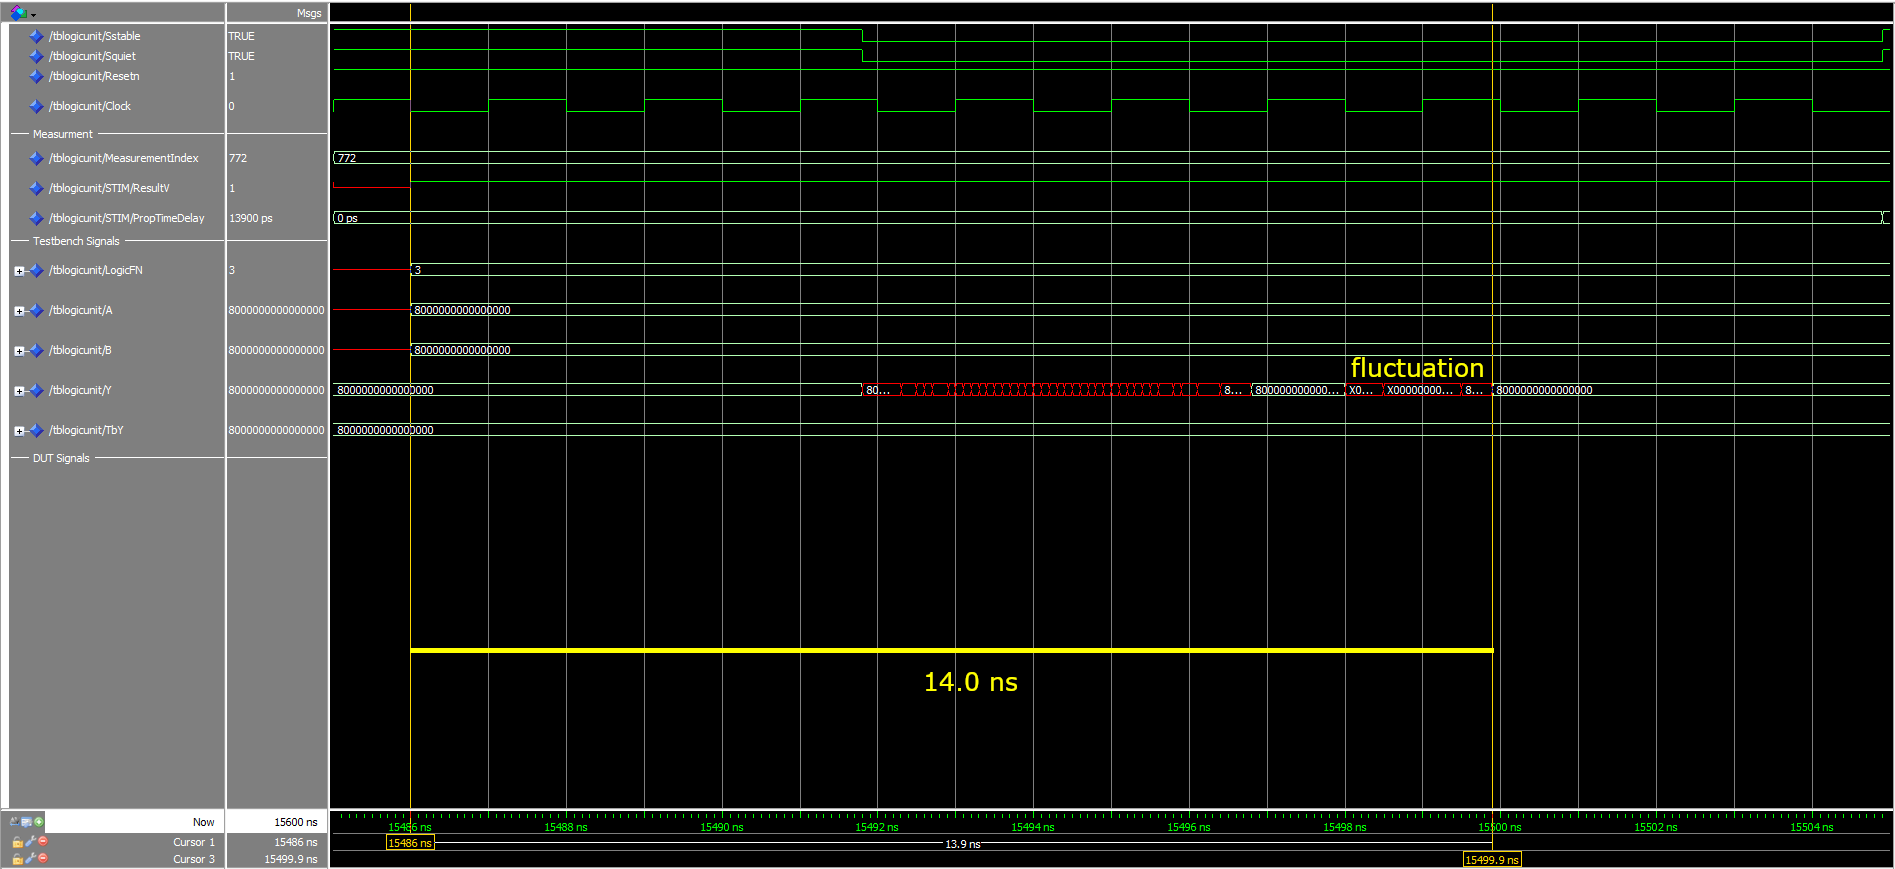 Msgs
/tblogicunit/Sstable TRUE
/tblogicunit/Squiet TRUE
/tblogicunit/Resetn 1
/tblogicunit/Clock 0
Measurment
/tblogicunit/MeasurementIndex 772 772
/tblogicunit/STIM/ResultV 1
/tblogicunit/STIM/PropTimeDelay 13900 ps 0 ps
Testbench Signals
/tblogicunit/LogicFN 3 3
/tblogicunit/A 8000000000000000 8000000000000000
/tblogicunit/B 8000000000000000 8000000000000000
fluctuation
/tblogicunit/Y 8000000000000000 8000000000000000 80... 8... 800000000000... X0... X00000000... 8... 8000000000000000
/tblogicunit/TbY 8000000000000000 8000000000000000
DUT Signals
14.0 ns
Now 15600 ns 15486 ns 15488 ns 15490 ns 15492 ns 15494 ns 15496 ns 15498 ns 15500 ns 15502 ns 15504 ns
Cursor 1 15486 ns 15486 ns 13.9 ns
Cursor 3 15499.9 ns 15499.9 ns